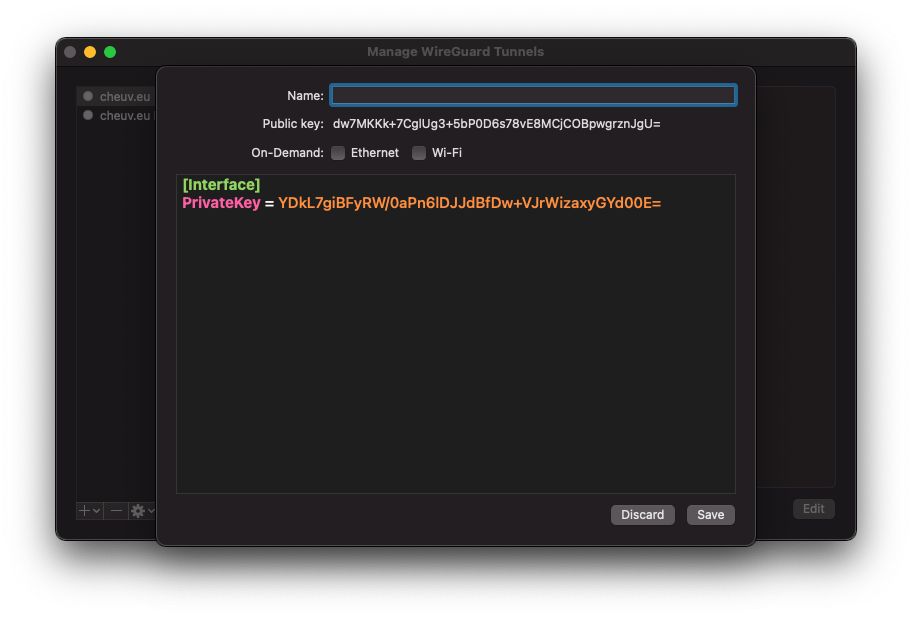 Manage WireGuard Tunnels
cheuv.eu
cheuv.eu
Name:
Public key: dw7MKKk+7CglUg3+5bP0D6s78vE8MCjCOBpwgrznJgU=
On-Demand: Ethernet Wi-Fi
[Interface]
PrivateKey = YDkL7giBFyRW/0aPn6lDJJdBfDw+VJrWizaxyGYd00E=
Discard Save
Edit